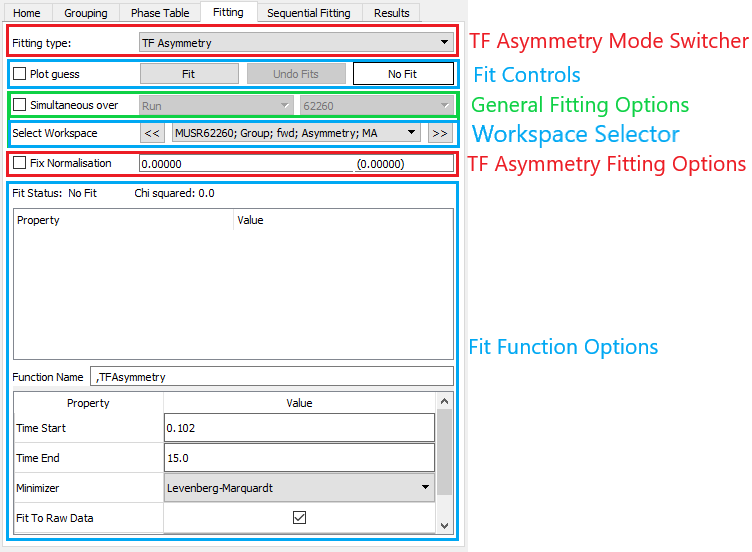 Home Grouping Phase Table Fitting Sequential Fitting Results
Fitting type: TF Asymmetry TF Asymmetry Mode Switcher
Plot guess Fit Undo Fits No Fit Fit Controls
Simultaneous over Run 62260 General Fitting Options
Select Workspace << MUSR62260; Group; fwd; Asymmetry; MA >> Workspace Selector
Fix Normalisation 0.00000 (0.00000) TF Asymmetry Fitting Options
Fit Status: No Fit Chi squared: 0.0
Property Value
Fit Function Options
Function Name ,TFAsymmetry
Property Value
Time Start 0.102
Time End 15.0
Minimizer Levenberg-Marquardt
Fit To Raw Data